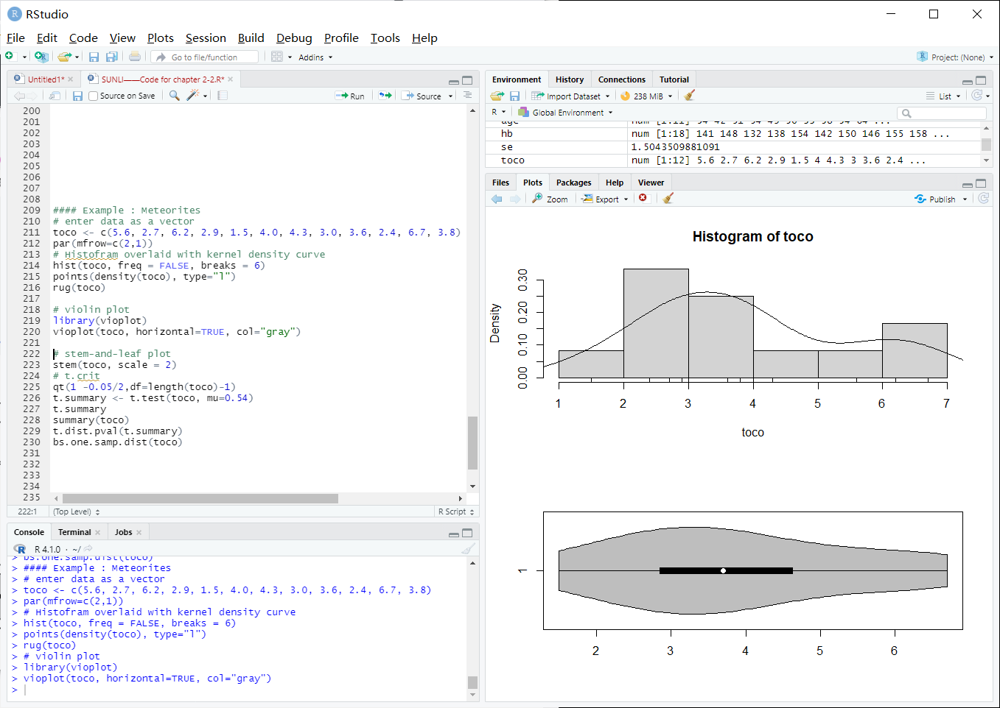 RStudio
File Edit Code View Plots Session Build Debug Profile Tools Help
Go to file/function Addins Project: (None)
Untitled1* SUNLI——Code for chapter 2-2.R*
Source on Save Run Source
200
201
202
203
204
205
206
207
208
209 #### Example : Meteorites
210 # enter data as a vector
211 toco <- c(5.6, 2.7, 6.2, 2.9, 1.5, 4.0, 4.3, 3.0, 3.6, 2.4, 6.7, 3.8)
212 par(mfrow=c(2,1))
213 # Histofram overlaid with kernel density curve
214 hist(toco, freq = FALSE, breaks = 6)
215 points(density(toco), type="l")
216 rug(toco)
217
218 # violin plot
219 library(vioplot)
220 vioplot(toco, horizontal=TRUE, col="gray")
221
222 # stem-and-leaf plot
223 stem(toco, scale = 2)
224 # t.crit
225 qt(1 -0.05/2,df=length(toco)-1)
226 t.summary <- t.test(toco, mu=0.54)
227 t.summary
228 summary(toco)
229 t.dist.pval(t.summary)
230 bs.one.samp.dist(toco)
231
232
233
234
235
222:1 (Top Level) R Script
Console Terminal Jobs
R 4.1.0 · ~/
> bs.one.samp.dist(toco)
> #### Example : Meteorites
> # enter data as a vector
> toco <- c(5.6, 2.7, 6.2, 2.9, 1.5, 4.0, 4.3, 3.0, 3.6, 2.4, 6.7, 3.8)
> par(mfrow=c(2,1))
> # Histofram overlaid with kernel density curve
> hist(toco, freq = FALSE, breaks = 6)
> points(density(toco), type="l")
> rug(toco)
> # violin plot
> library(vioplot)
> vioplot(toco, horizontal=TRUE, col="gray")
>
Environment History Connections Tutorial
Import Dataset 238 MiB List
R Global Environment
age
hb num [1:18] 141 148 132 138 154 142 150 146 155 158 ...
se 1.5043509881091
toco num [1:12] 5.6 2.7 6.2 2.9 1.5 4 4.3 3 3.6 2.4 ...
Files Plots Packages Help Viewer
Zoom Export Publish
Histogram of toco
Density
0.30
0.20
0.10
0.00
1 2 3 4 5 6 7
toco
1
2 3 4 5 6